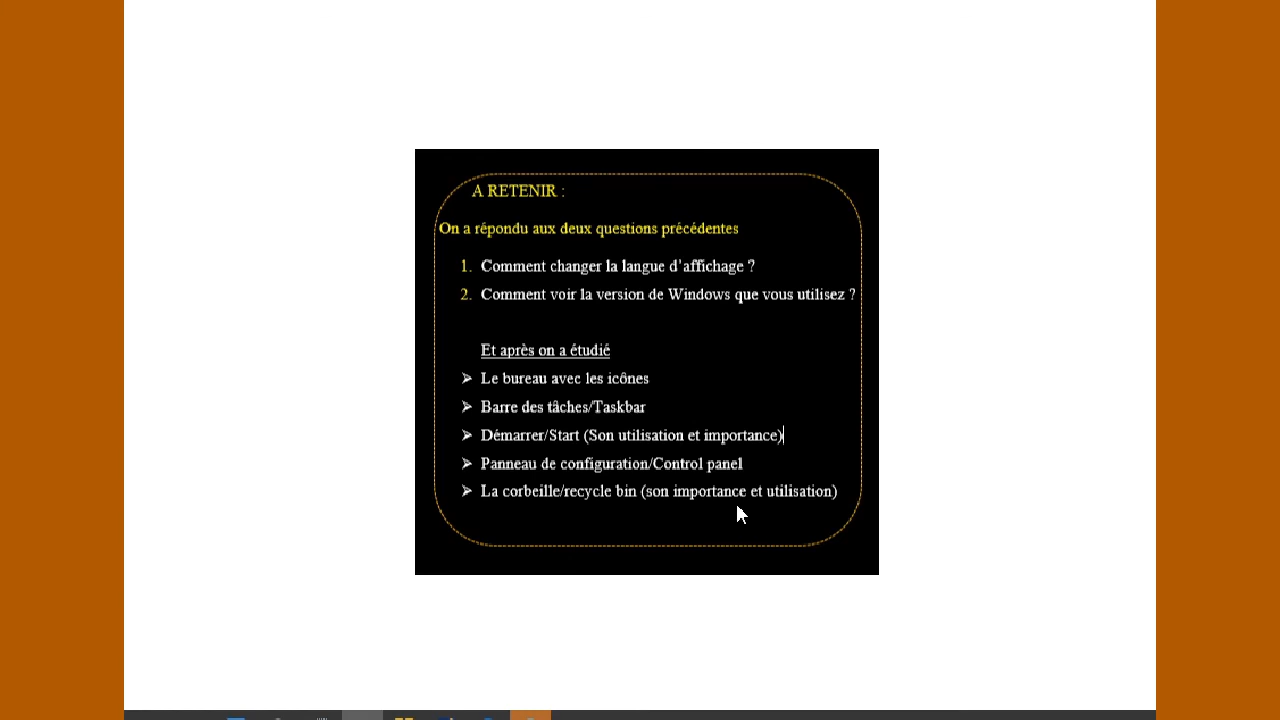 A RETENIR :
On a répondu aux deux questions précédentes
1. Comment changer la langue d'affichage ?
2. Comment voir la version de Windows que vous utilisez ?
Et après on a étudié
➢ Le bureau avec les icônes
➢ Barre des tâches/Taskbar
➢ Démarrer/Start (Son utilisation et importance)
➢ Panneau de configuration/Control panel
➢ La corbeille/recycle bin (son importance et utilisation)